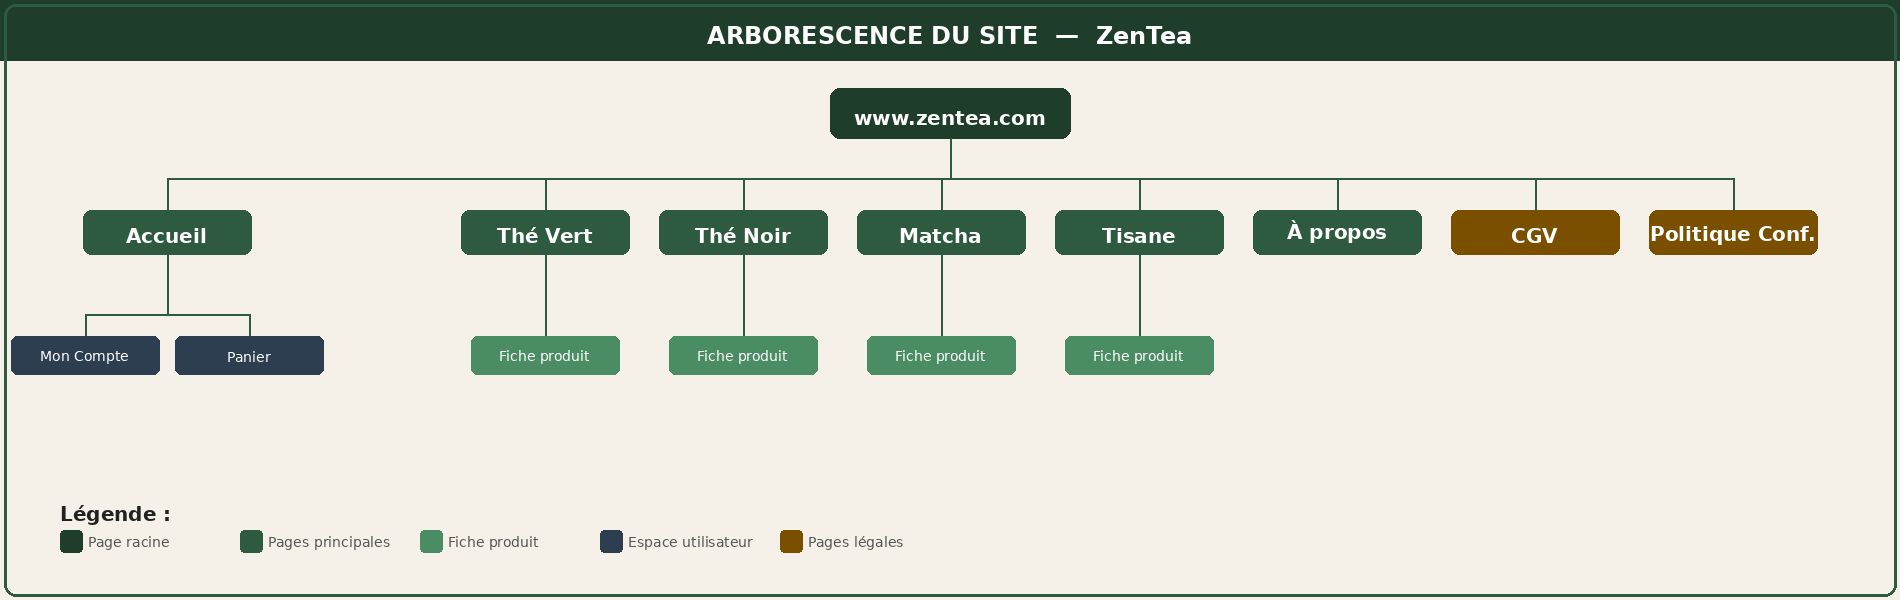 ARBORESCENCE DU SITE — ZenTea
www.zentea.com
Accueil
Thé Vert
Thé Noir
Matcha
Tisane
À propos
CGV
Politique Conf.
Mon Compte
Panier
Fiche produit
Fiche produit
Fiche produit
Fiche produit
Légende :
Page racine
Pages principales
Fiche produit
Espace utilisateur
Pages légales